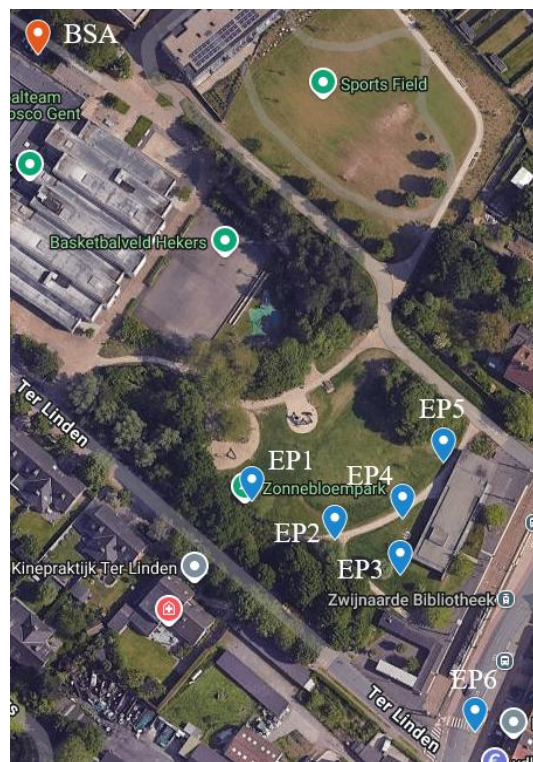 BSA
Sports Field
alteam
osco Gent
Basketbalveld Hekers
Ter Linden
EP5
EP1
Zonnebloempark
EP4
EP2
EP3
Kinepraktijk Ter Linden
Zwijnaarde Bibliotheek
EP6
Ter Linden